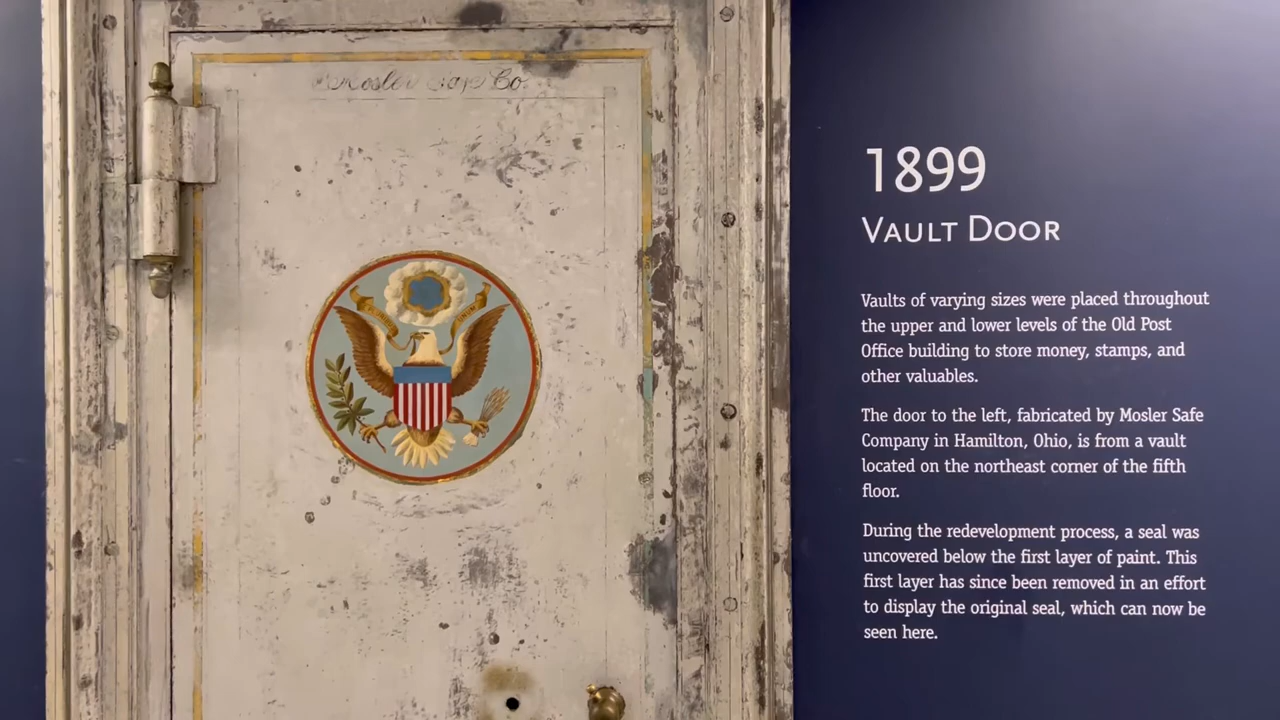 Mosler Safe Co
1899
VAULT DOOR
Vaults of varying sizes were placed throughout
the upper and lower levels of the Old Post
Office building to store money, stamps, and
other valuables.
The door to the left, fabricated by Mosler Safe
Company in Hamilton, Ohio, is from a vault
located on the northeast corner of the fifth
floor.
During the redevelopment process, a seal was
uncovered below the first layer of paint. This
first layer has since been removed in an effort
to display the original seal, which can now be
seen here.